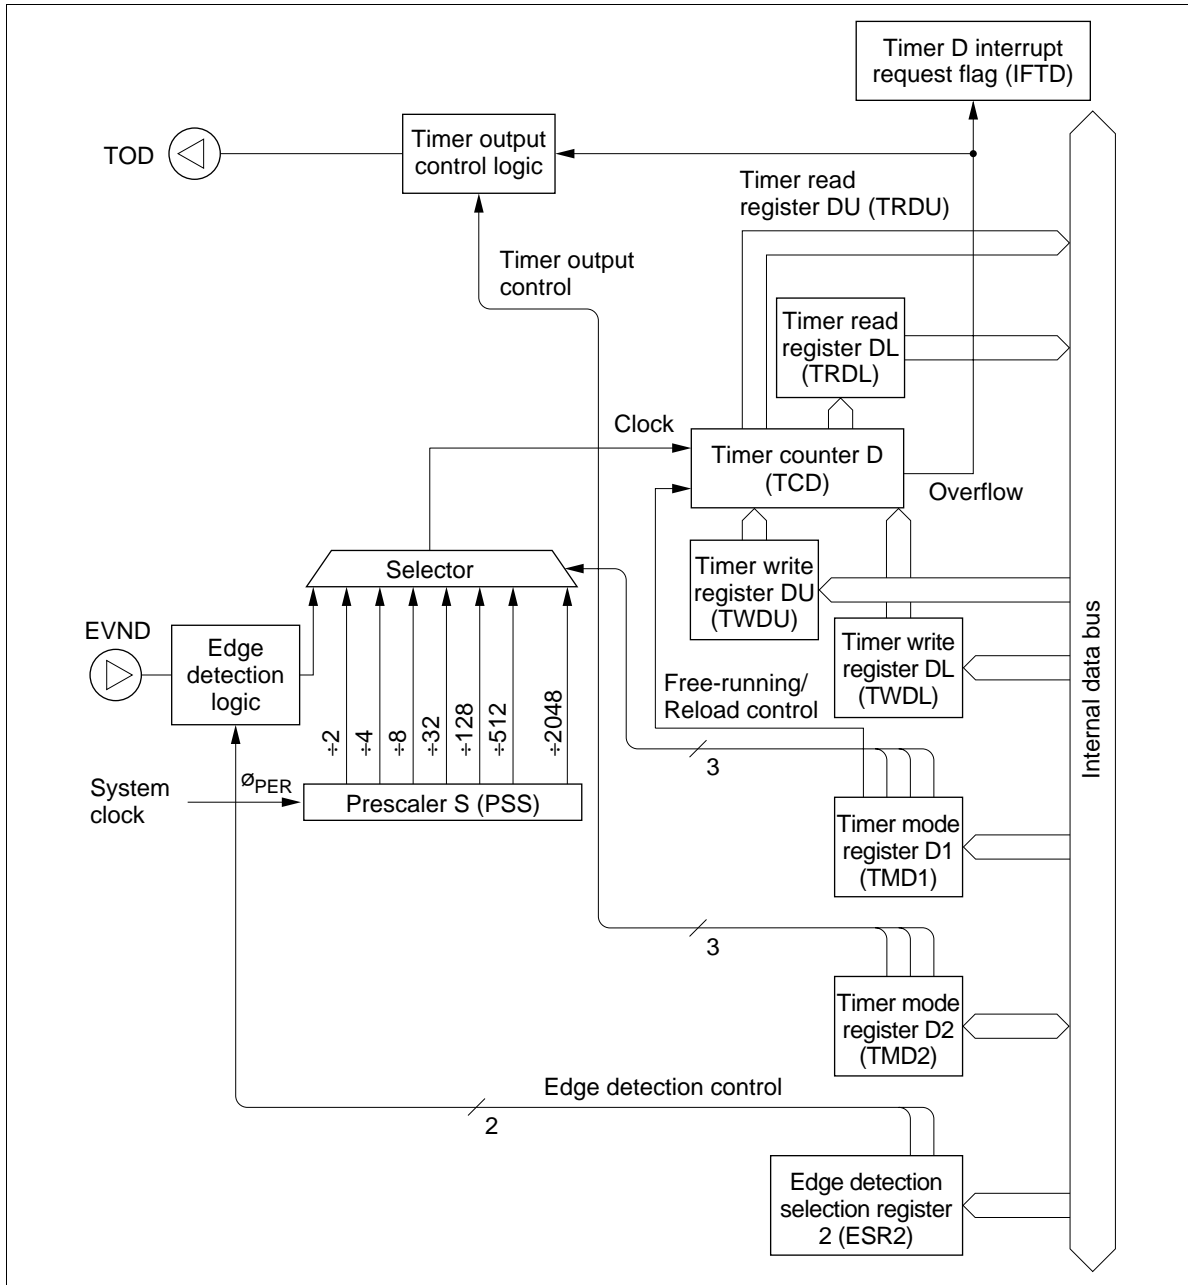 Timer D interrupt
request flag (IFTD)
TOD
Timer output
control logic
Timer read
register DU (TRDU)
Timer output
control
Timer read
register DL
(TRDL)
Clock
Timer counter D
(TCD)
Overflow
Selector
Timer write
register DU
(TWDU)
EVND
Edge
detection
logic
Timer write
register DL
(TWDL)
Free-running/
Reload control
÷2
÷4
÷8
÷32
÷128
÷512
÷2048
3
Internal data bus
System
clock
øPER
Prescaler S (PSS)
Timer mode
register D1
(TMD1)
3
Timer mode
register D2
(TMD2)
Edge detection control
2
Edge detection
selection register
2 (ESR2)